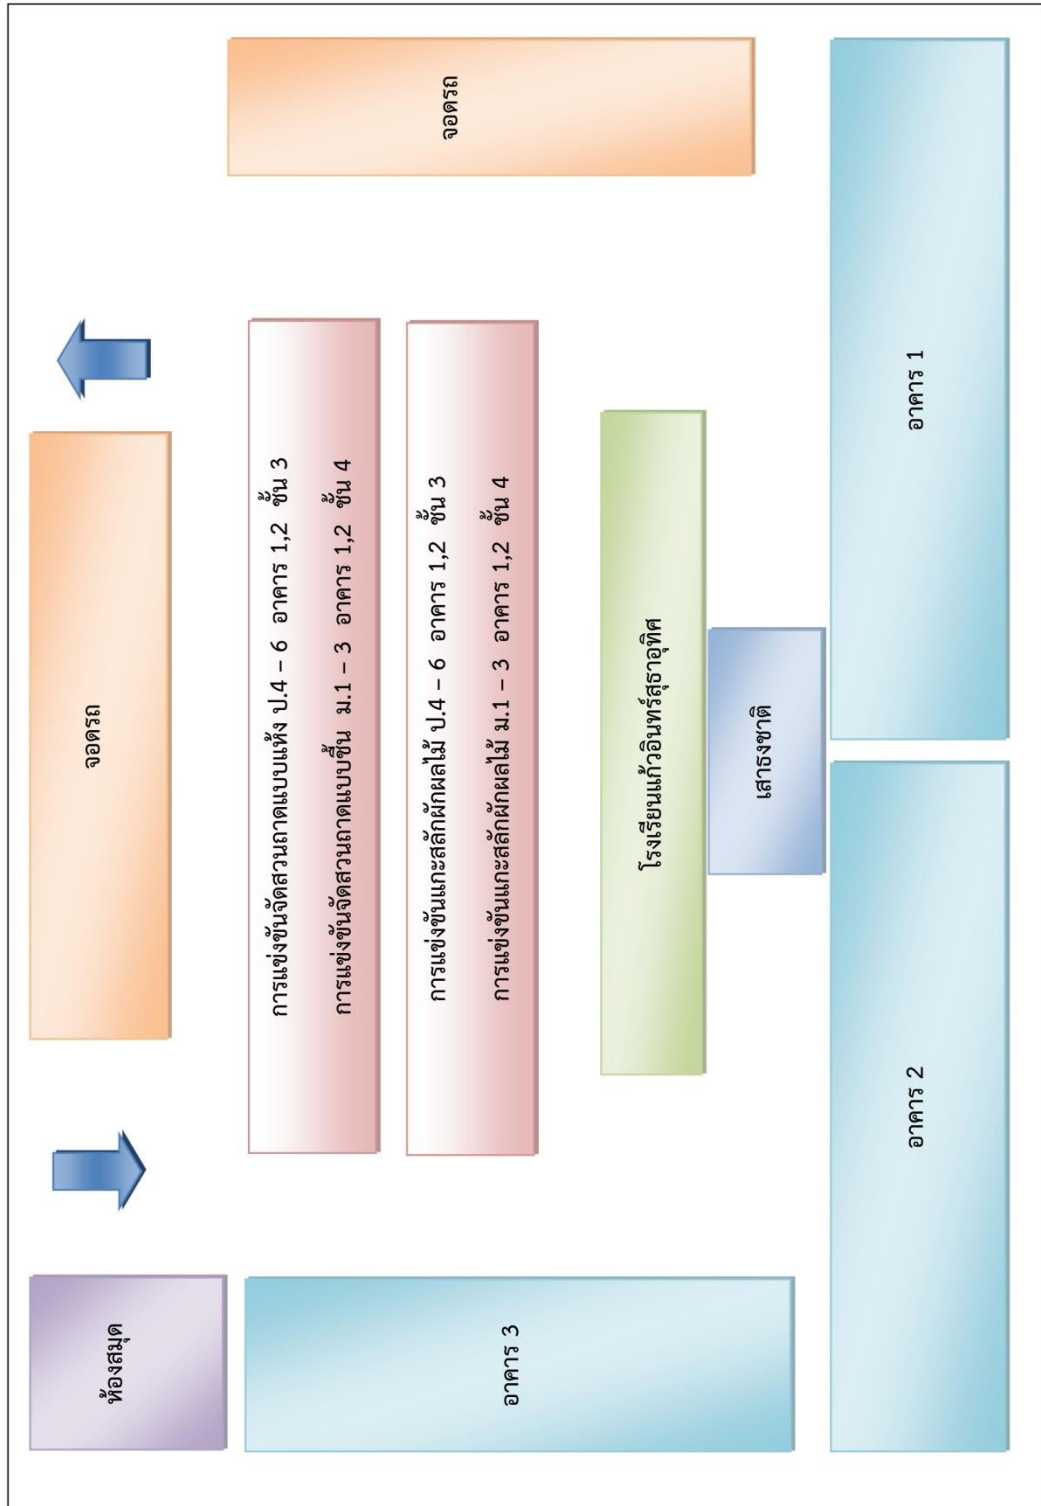 ห้องสมุด
จอดรถ
จอดรถ
การแข่งขันจัดสวนถาดแบบแห้ง ป.4 – 6 อาคาร 1,2 ชั้น 3
การแข่งขันจัดสวนถาดแบบชื้น ม.1 – 3 อาคาร 1,2 ชั้น 4
การแข่งขันแกะสลักผักผลไม้ ป.4 – 6 อาคาร 1,2 ชั้น 3
การแข่งขันแกะสลักผักผลไม้ ม.1 – 3 อาคาร 1,2 ชั้น 4
อาคาร 3
โรงเรียนแก้วอินทร์สุธาอุทิศ
เสาธงชาติ
อาคาร 2
อาคาร 1